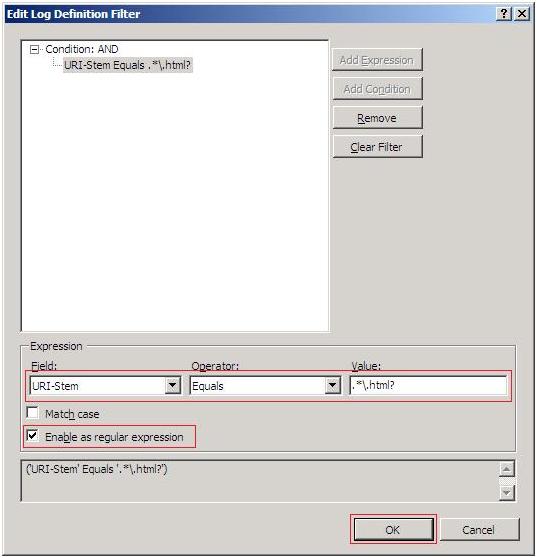 Edit Log Definition Filter
Condition: AND
URI-Stem Equals .*\.html?
Add Expression
Add Condition
Remove
Clear Filter
Expression
Field: Operator: Value:
URI-Stem Equals .*\.html?
Match case
Enable as regular expression
('URI-Stem' Equals '.*\.html?')
OK Cancel